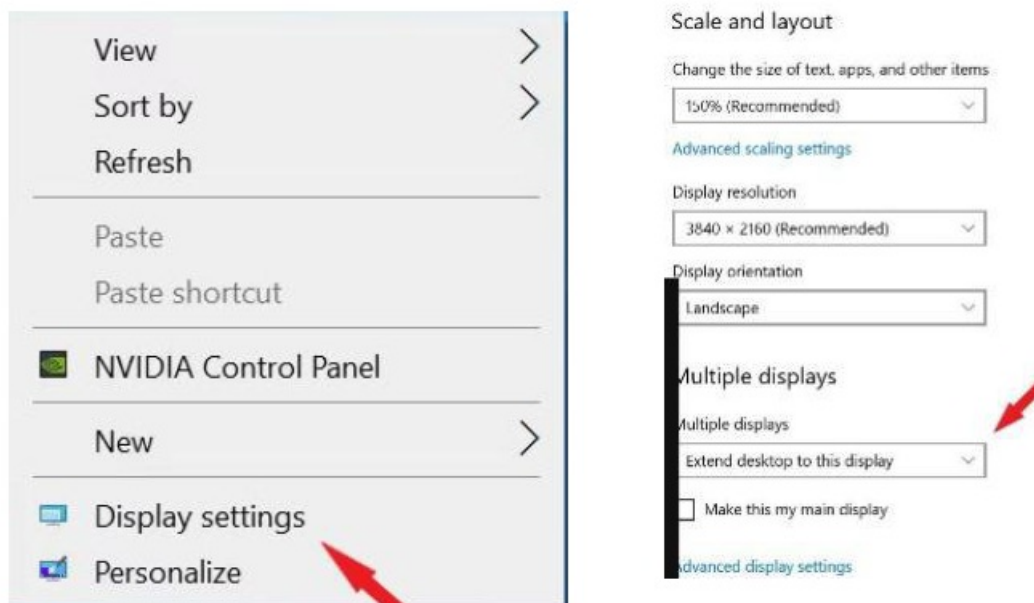 View
Sort by
Refresh
Paste
Paste shortcut
NVIDIA Control Panel
New
Display settings
Personalize
Scale and layout
Change the size of text, apps, and other items
150% (Recommended)
Advanced scaling settings
Display resolution
3840 × 2160 (Recommended)
Display orientation
Landscape
Multiple displays
Multiple displays
Extend desktop to this display
Make this my main display
Advanced display settings